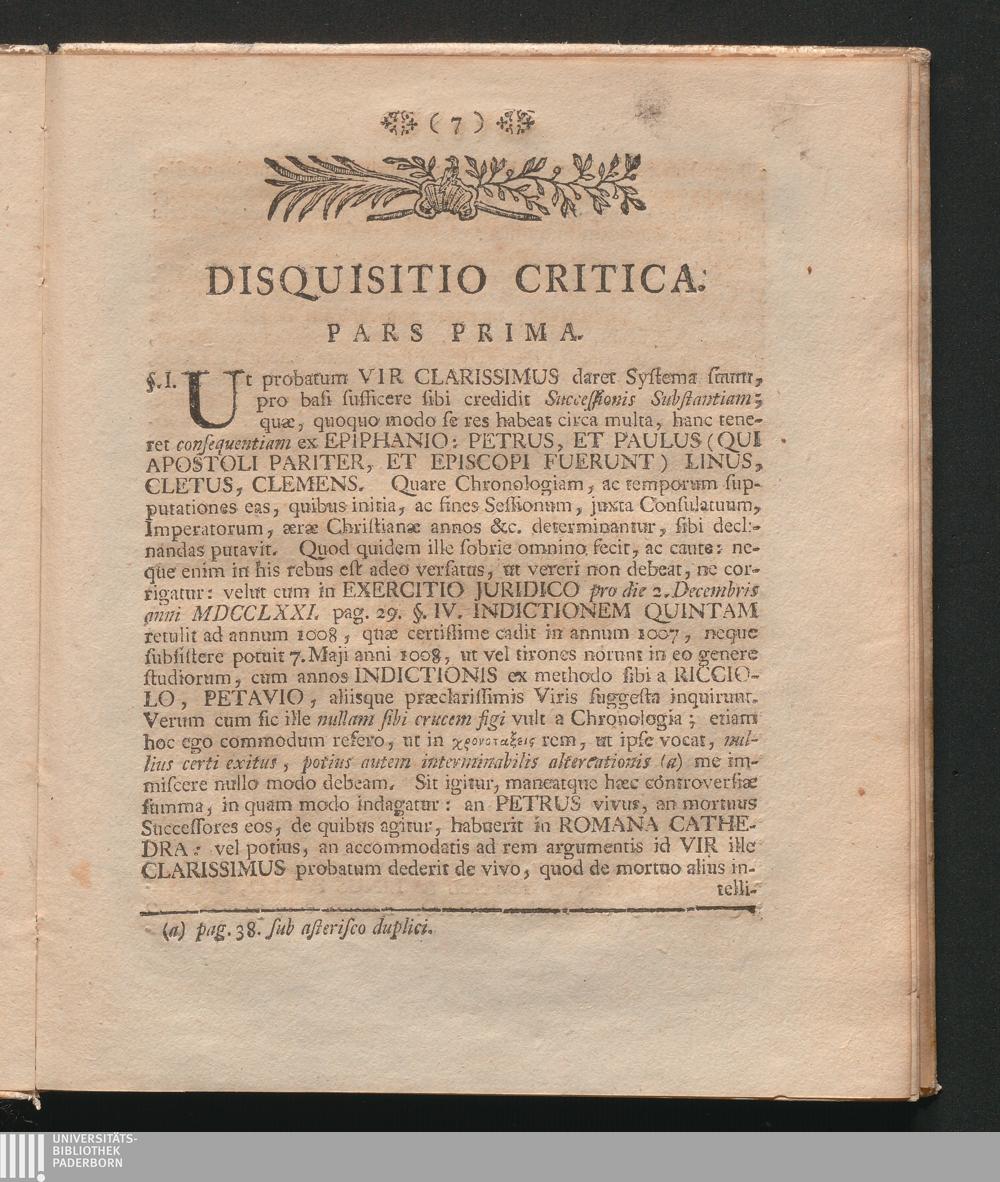 ( 7 )
DISQUISITIO CRITICA.
PARS PRIMA.
§. I. Ut probatum VIR CLARISSIMUS daret Syſtema ſuum,
pro baſi ſufficere ſibi credidit Succeſſionis Subſtantiam;
quæ, quoquo modo ſe res habeat circa multa, hanc tene-
ret conſequentiam ex EPIPHANIO: PETRUS, ET PAULUS (QUI
APOSTOLI PARITER, ET EPISCOPI FUERUNT) LINUS,
CLETUS, CLEMENS. Quare Chronologiam, ac temporum ſup-
putationes eas, quibus initia, ac fines Seſſionum, juxta Conſulatuum,
Imperatorum, æræ Chriſtianæ annos &c. determinantur, ſibi decli-
nandas putavit. Quod quidem ille ſobrie omnino fecit, ac caute: ne-
que enim in his rebus eſt adeo verſatus, ut vereri non debeat, ne cor-
rigatur: velut cum in EXERCITIO JURIDICO pro die 2. Decembris
anni MDCCLXXI. pag. 29. §. IV. INDICTIONEM QUINTAM
retulit ad annum 1008, quæ certiſſime cadit in annum 1007, neque
ſubſiſtere potuit 7. Maji anni 1008, ut vel tirones norunt in eo genere
ſtudiorum, cum annos INDICTIONIS ex methodo ſibi a RICCIO-
LO, PETAVIO, aliisque præclariſſimis Viris ſuggeſta inquirunt.
Verum cum ſic ille nullam ſibi crucem figi vult a Chronologia; etiam
hoc ego commodum refero, ut in χρονοταξεις rem, ut ipſe vocat, nul-
lius certi exitus, potius autem interminabilis altercationis (a) me im-
miſcere nullo modo debeam. Sit igitur, maneatque hæc controverſiæ
ſumma, in quam modo indagatur: an PETRUS vivus, an mortuus
Succeſſores eos, de quibus agitur, habuerit in ROMANA CATHE-
DRA: vel potius, an accommodatis ad rem argumentis id VIR ille
CLARISSIMUS probatum dederit de vivo, quod de mortuo alius in-
telli-
(a) pag. 38. ſub aſteriſco duplici.
UNIVERSITÄTS-
BIBLIOTHEK
PADERBORN